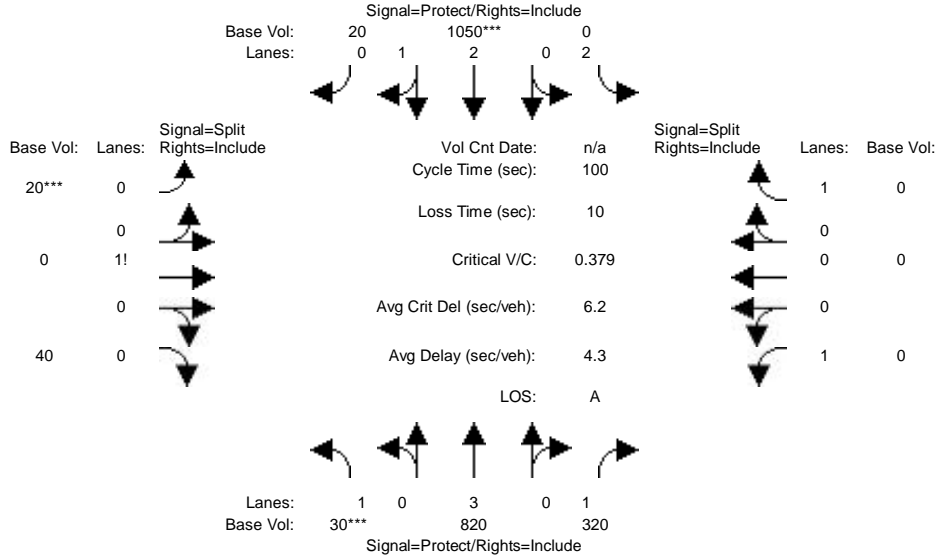 Signal=Protect/Rights=Include
Base Vol: 20 1050*** 0
Lanes: 0 1 2 0 2
Signal=Split
Base Vol: Lanes: Rights=Include
Vol Cnt Date: n/a
Signal=Split
Rights=Include Lanes: Base Vol:
Cycle Time (sec): 100
20*** 0
1 0
Loss Time (sec): 10
0
0
0 1!
Critical V/C: 0.379
0 0
0
Avg Crit Del (sec/veh): 6.2
0
40 0
Avg Delay (sec/veh): 4.3
1 0
LOS: A
Lanes: 1 0 3 0 1
Base Vol: 30*** 820 320
Signal=Protect/Rights=Include